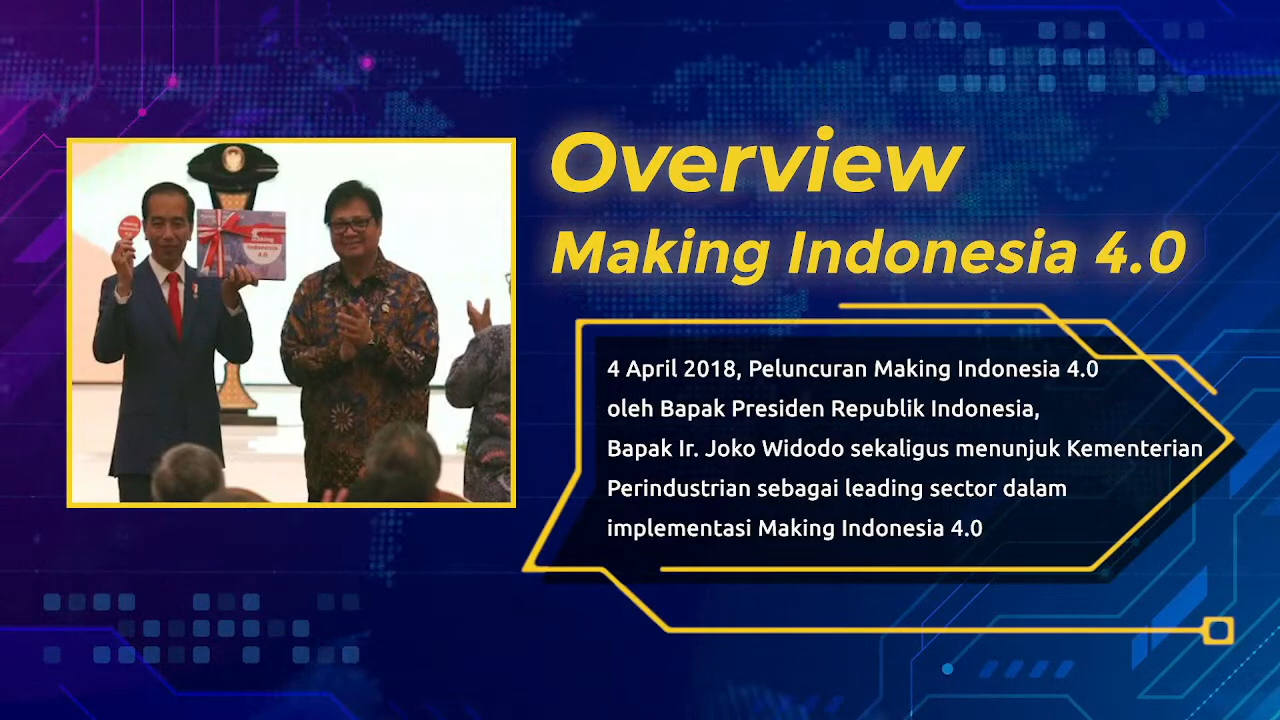 Overview
Making Indonesia 4.0
4 April 2018, Peluncuran Making Indonesia 4.0
oleh Bapak Presiden Republik Indonesia,
Bapak Ir. Joko Widodo sekaligus menunjuk Kementerian
Perindustrian sebagai leading sector dalam
implementasi Making Indonesia 4.0
Making
Indonesia
4.0